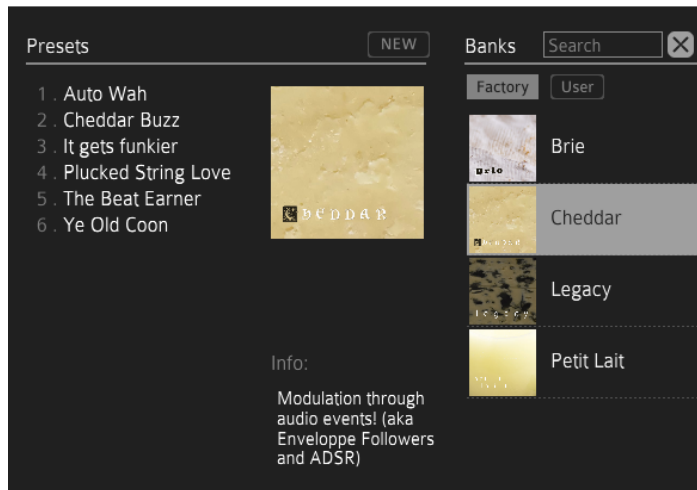 Presets
NEW
1 . Auto Wah
2 . Cheddar Buzz
3 . It gets funkier
4 . Plucked String Love
5 . The Beat Earner
6 . Ye Old Coon
CHEDDAR
Info:
Modulation through
audio events! (aka
Enveloppe Followers
and ADSR)
Banks
Search
Factory
User
Brie
Cheddar
Legacy
legacy
Petit Lait